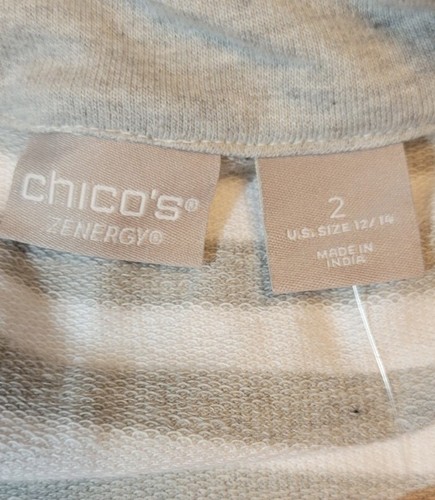 chico's®
ZENERGY®
2
U.S. SIZE 12/14
MADE IN
INDIA